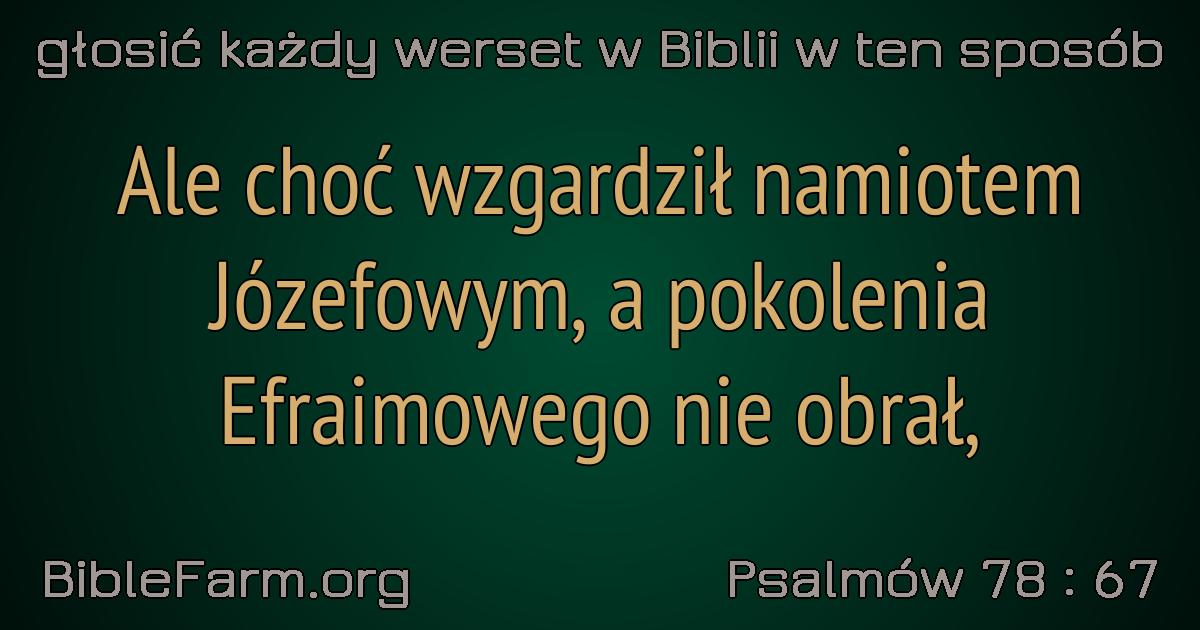 głosić każdy werset w Biblii w ten sposób
Ale choć wzgardził namiotem
Józefowym, a pokolenia
Efraimowego nie obrał,
BibleFarm.org
Psalmów 78 : 67